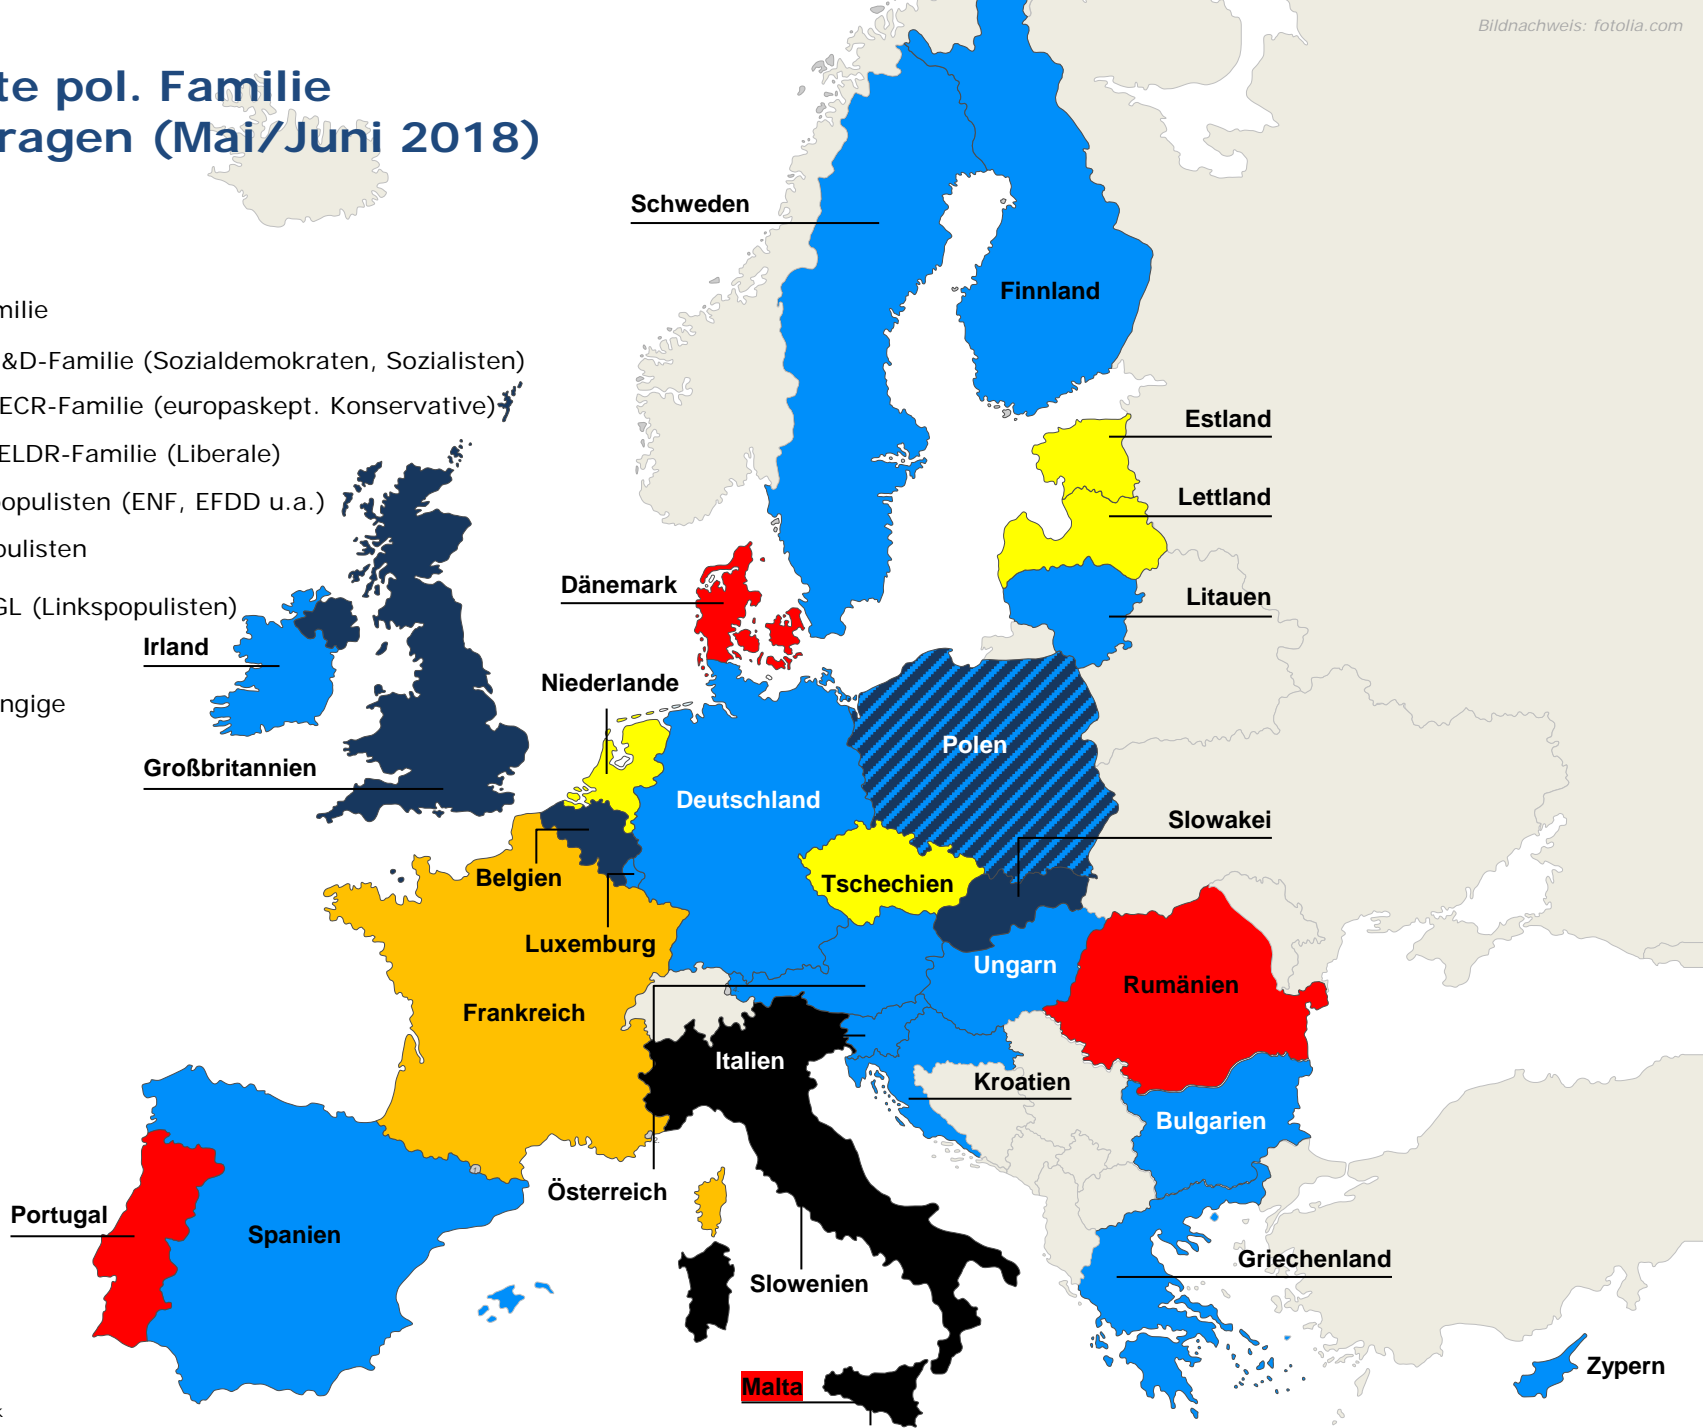 Bildnachweis: fotolia.com
te pol. Familie
ragen (Mai/Juni 2018)
Schweden
Finnland
milie
&D-Familie (Sozialdemokraten, Sozialisten)
ECR-Familie (europaskept. Konservative)
Estland
ELDR-Familie (Liberale)
opulisten (ENF, EFDD u.a.)
Lettland
pulisten
Dänemark
Litauen
GL (Linkspopulisten)
Irland
Niederlande
ngige
Polen
Großbritannien
Deutschland
Slowakei
Belgien
Tschechien
Luxemburg
Ungarn
Rumänien
Frankreich
Italien
Kroatien
Bulgarien
Österreich
Portugal
Spanien
Griechenland
Slowenien
Zypern
Malta